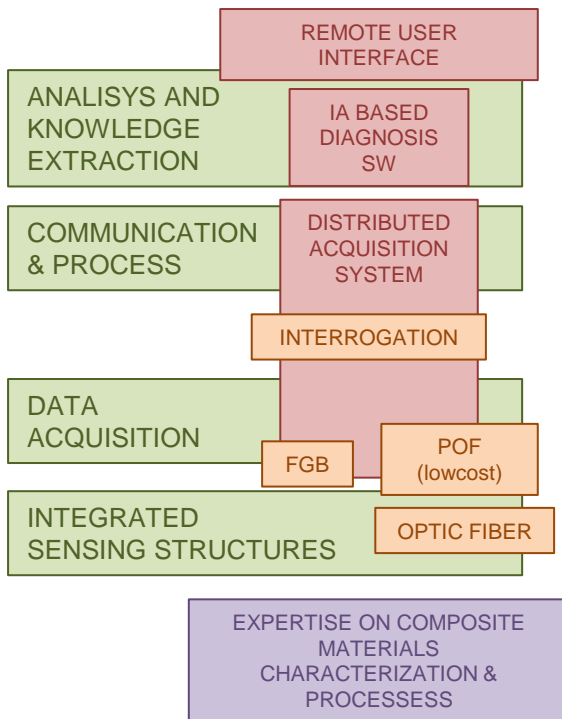 REMOTE USER
INTERFACE
ANALISYS AND
KNOWLEDGE
EXTRACTION
IA BASED
DIAGNOSIS
SW
COMMUNICATION
& PROCESS
DISTRIBUTED
ACQUISITION
SYSTEM
INTERROGATION
DATA
ACQUISITION
FGB
POF
(lowcost)
INTEGRATED
SENSING STRUCTURES
OPTIC FIBER
EXPERTISE ON COMPOSITE
MATERIALS
CHARACTERIZATION &
PROCESSESS